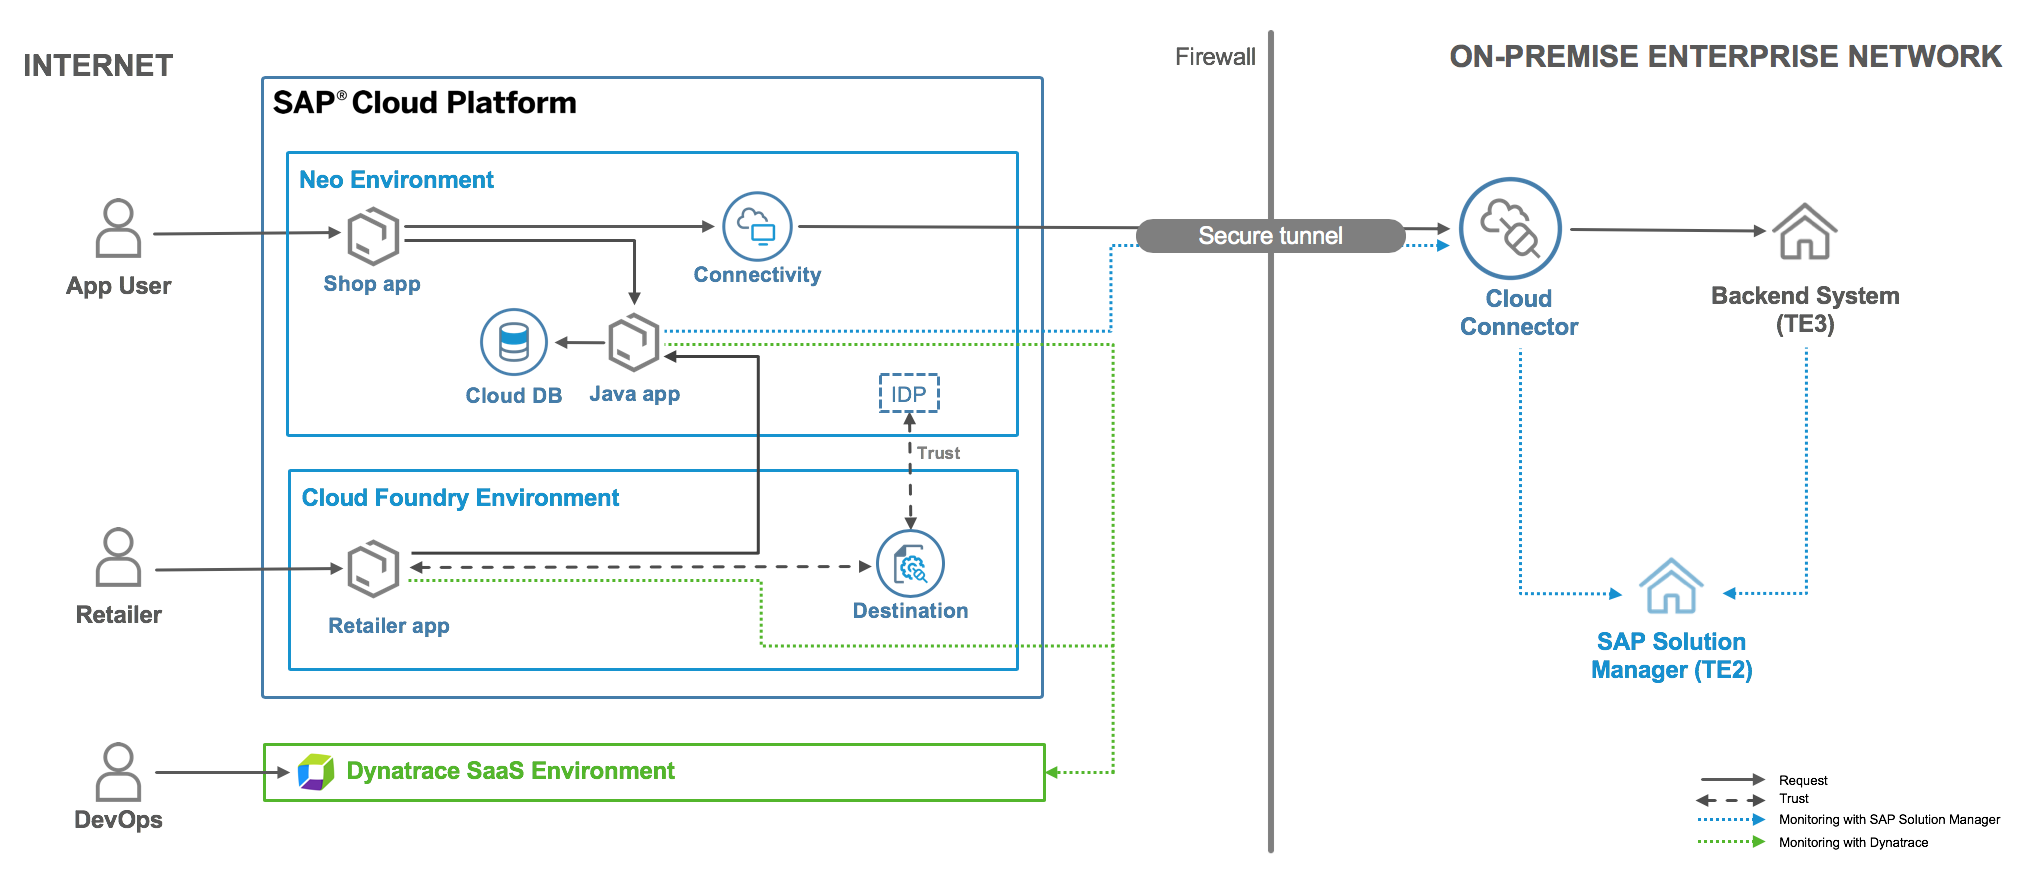 INTERNET
Firewall
ON-PREMISE ENTERPRISE NETWORK
SAP® Cloud Platform
Neo Environment
App User
Shop app
Connectivity
Secure tunnel
Cloud
Connector
Backend System
(TE3)
Cloud DB
Java app
IDP
Trust
Cloud Foundry Environment
Retailer
Retailer app
Destination
SAP Solution
Manager (TE2)
DevOps
Dynatrace SaaS Environment
Request
Trust
Monitoring with SAP Solution Manager
Monitoring with Dynatrace